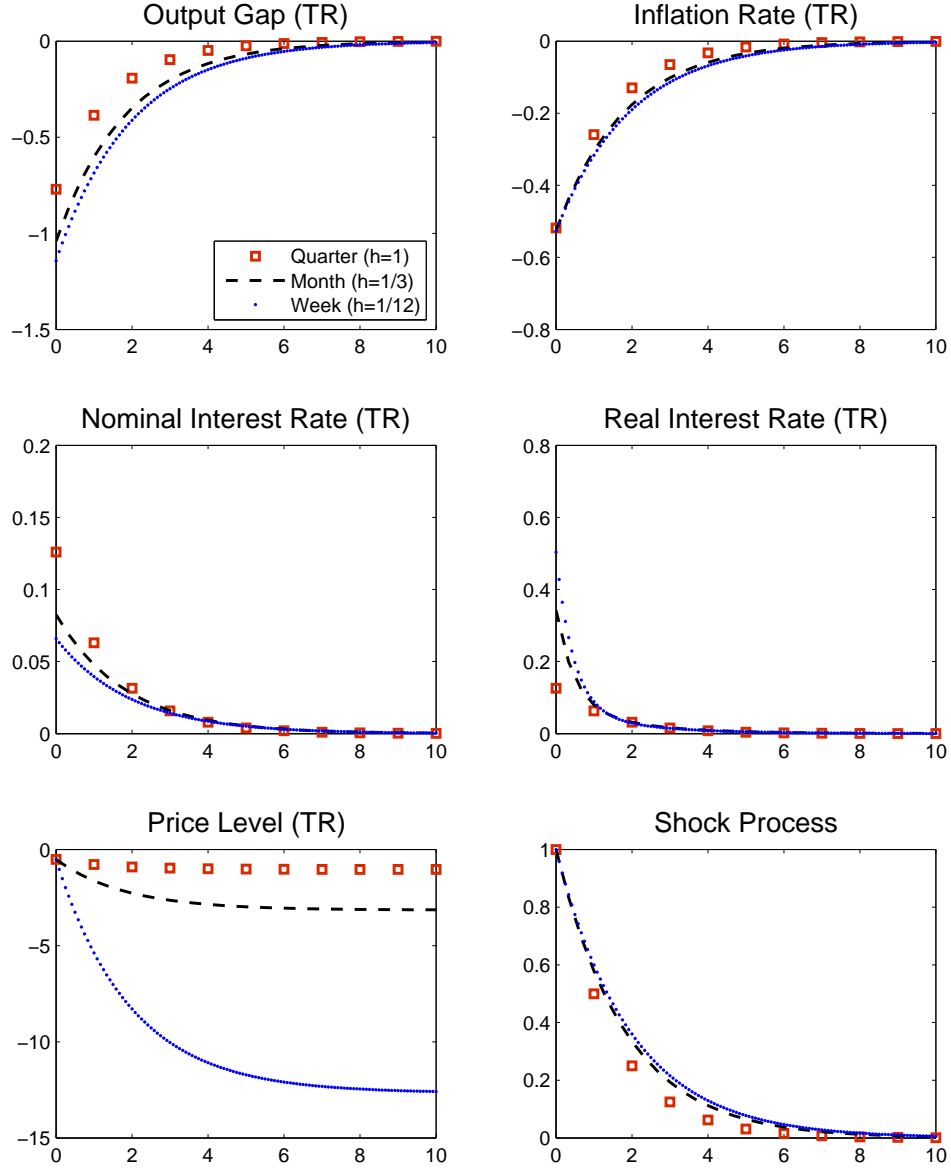 Output Gap (TR)
0
−0.5
−1
−1.5
0 2 4 6 8 10
Quarter (h=1)
Month (h=1/3)
Week (h=1/12)
Inflation Rate (TR)
0
−0.2
−0.4
−0.6
−0.8
0 2 4 6 8 10
Nominal Interest Rate (TR)
0.2
0.15
0.1
0.05
0
0 2 4 6 8 10
Real Interest Rate (TR)
0.8
0.6
0.4
0.2
0
0 2 4 6 8 10
Price Level (TR)
0
−5
−10
−15
0 2 4 6 8 10
Shock Process
1
0.8
0.6
0.4
0.2
0
0 2 4 6 8 10